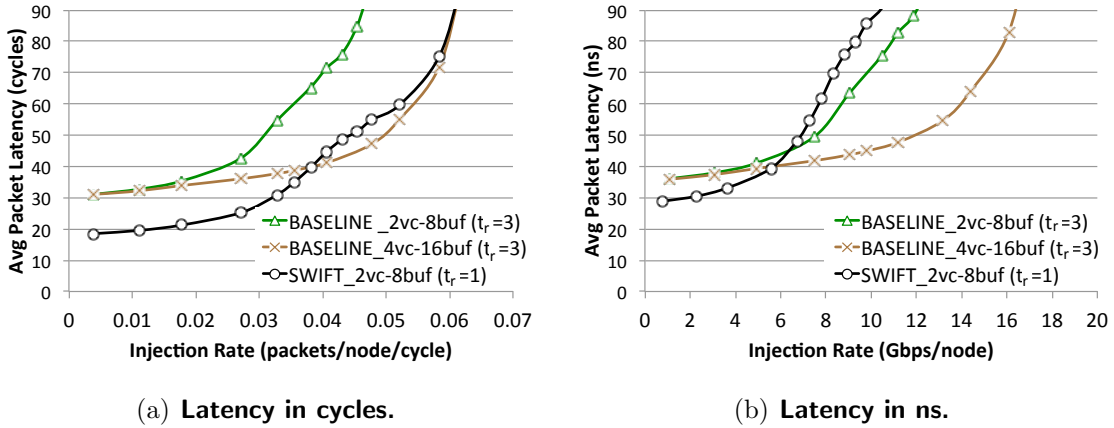 90
80
70
60
50
40
30
20
10
0
Avg Packet Latency (cycles)
BASELINE_2vc-8buf (tr=3)
BASELINE_4vc-16buf (tr=3)
SWIFT_2vc-8buf (tr=1)
0 0.01 0.02 0.03 0.04 0.05 0.06 0.07
Injection Rate (packets/node/cycle)
(a) Latency in cycles.
90
80
70
60
50
40
30
20
10
0
Avg Packet Latency (ns)
BASELINE_2vc-8buf (tr=3)
BASELINE_4vc-16buf (tr=3)
SWIFT_2vc-8buf (tr=1)
0 2 4 6 8 10 12 14 16 18 20
Injection Rate (Gbps/node)
(b) Latency in ns.